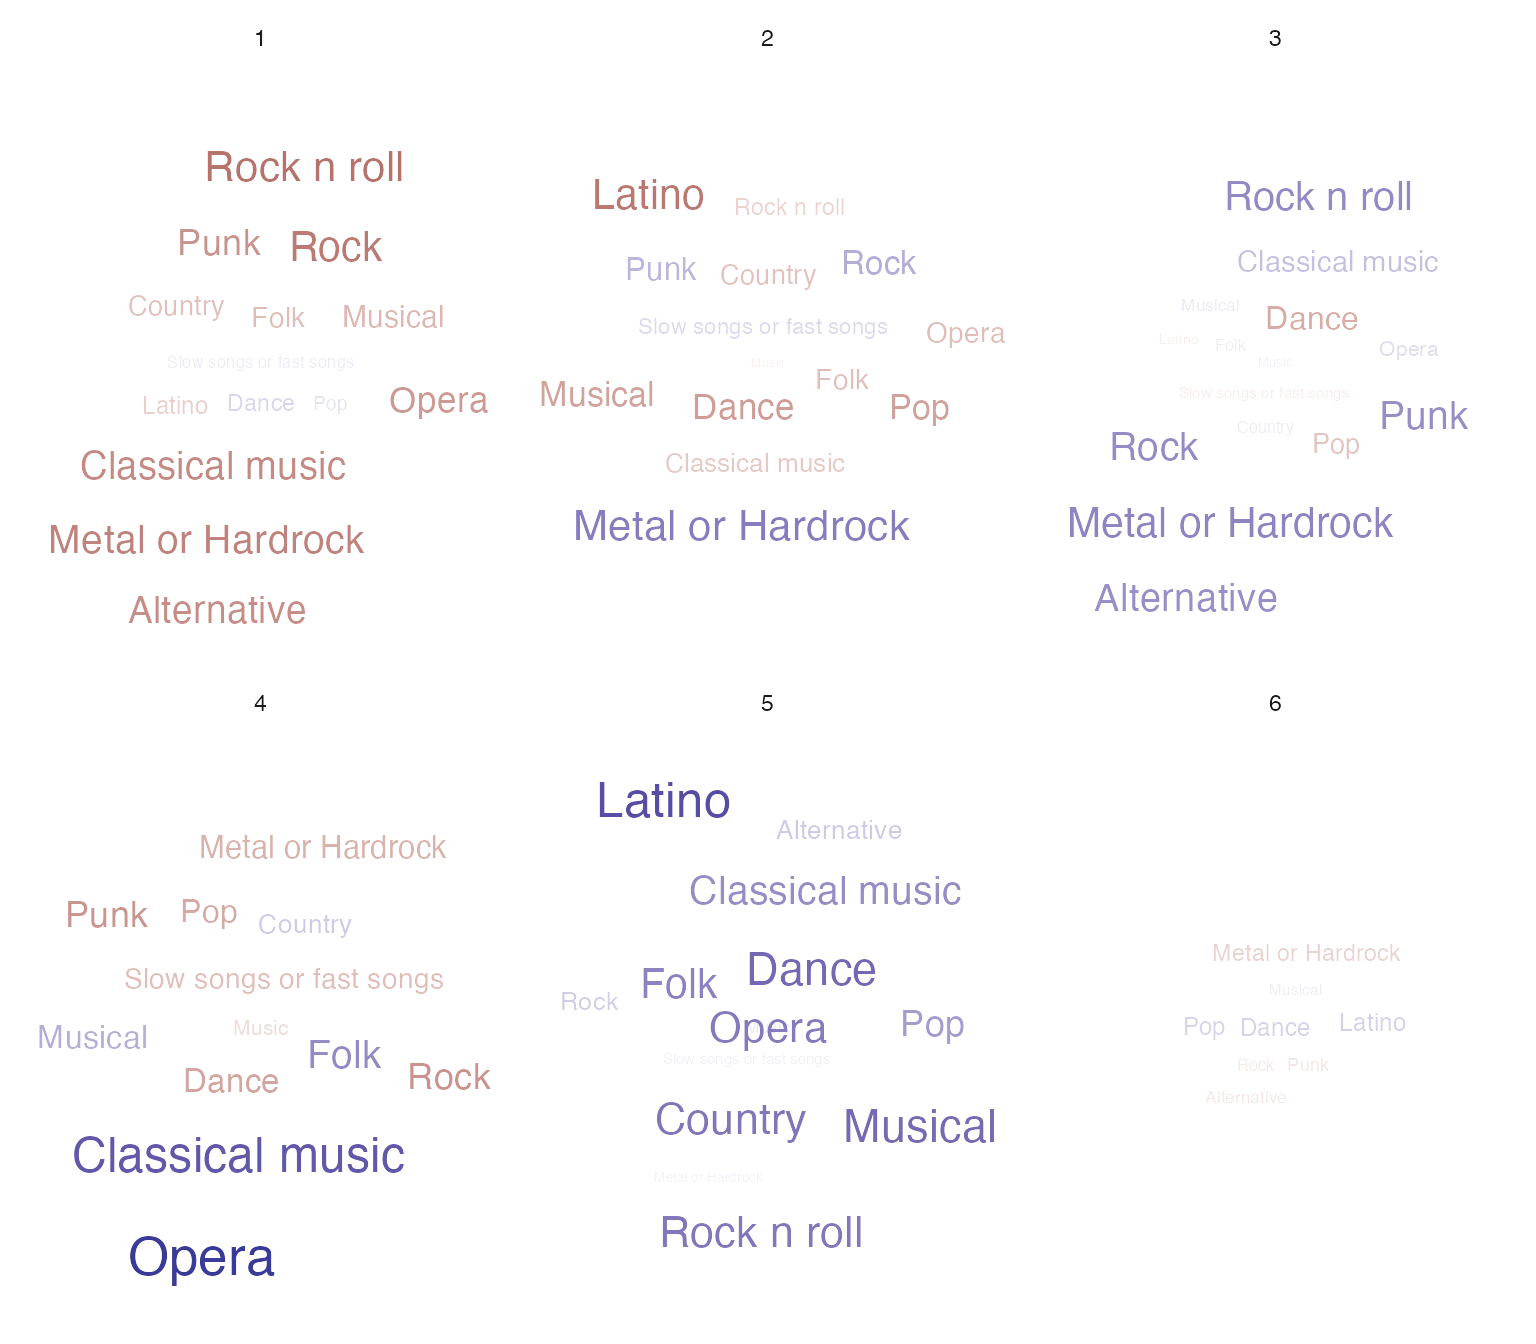 1
Rock n roll
Punk Rock
Country Folk Musical
Slow songs or fast songs
Latino Dance Pop Opera
Classical music
Metal or Hardrock
Alternative
2
Latino Rock n roll
Punk Country Rock
Slow songs or fast songs Opera
Music
Musical Dance Folk Pop
Classical music
Metal or Hardrock
3
Rock n roll
Classical music
Musical Dance
Latino Folk Opera
Music
Slow songs or fast songs
Country Punk
Rock Pop
Metal or Hardrock
Alternative
4
Metal or Hardrock
Punk Pop Country
Slow songs or fast songs
Musical Music
Folk
Dance Rock
Classical music
Opera
5
Latino
Alternative
Classical music
Folk Dance
Rock
Opera Pop
Slow songs or fast songs
Country Musical
Metal or Hardrock
Rock n roll
6
Metal or Hardrock
Musical
Pop Dance Latino
Rock Punk
Alternative